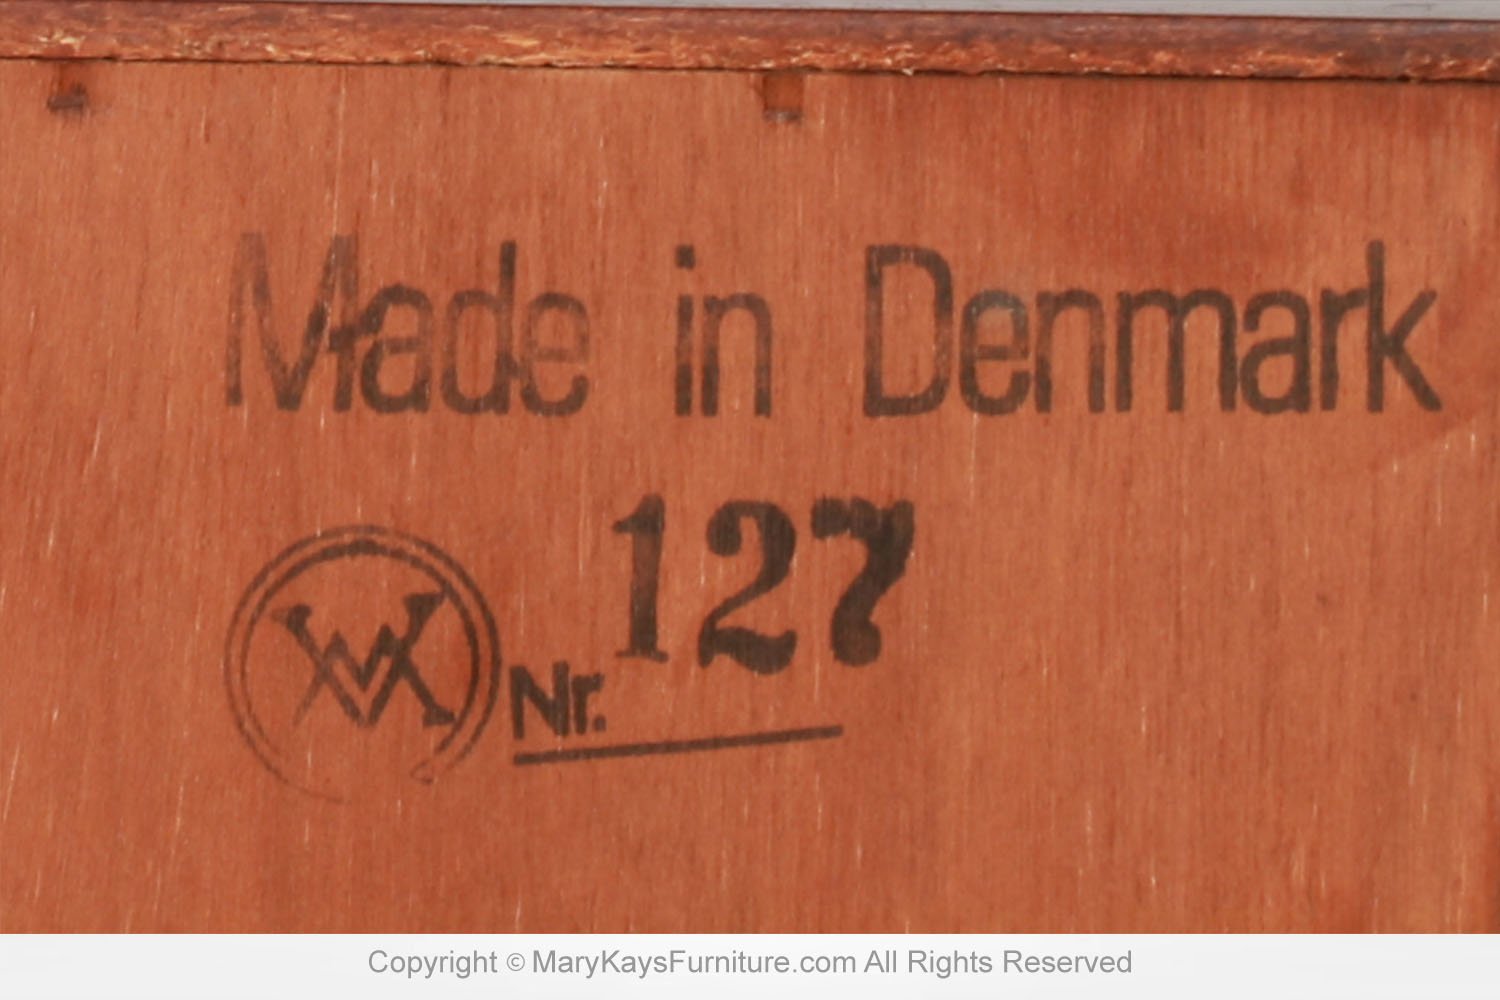 Made in Denmark
127
Nr.
Copyright © MaryKaysFurniture.com All Rights Reserved